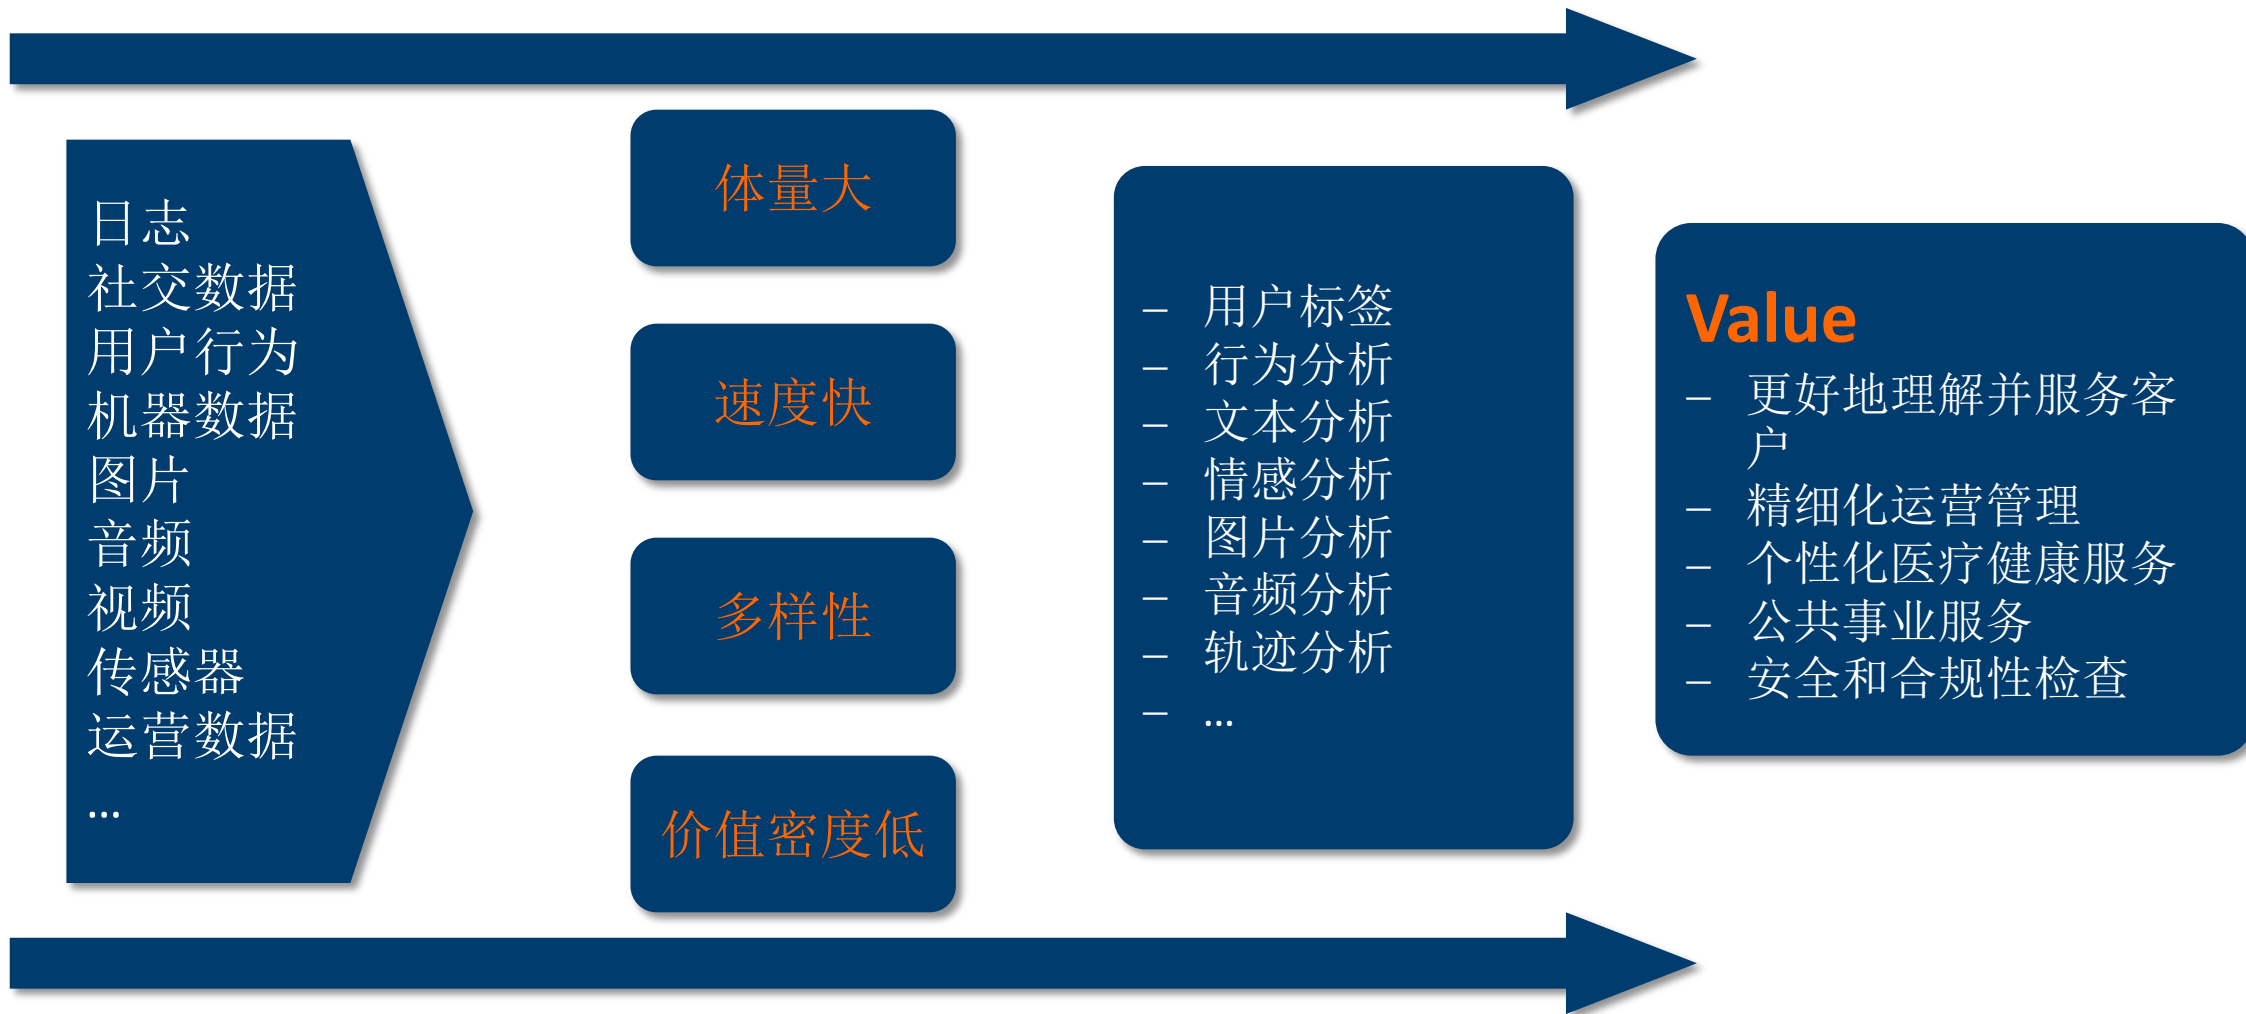 日志
社交数据
用户行为
机器数据
图片
音频
视频
传感器
运营数据
...
体量大
速度快
多样性
价值密度低
– 用户标签
– 行为分析
– 文本分析
– 情感分析
– 图片分析
– 音频分析
– 轨迹分析
– ...
Value
– 更好地理解并服务客
户
– 精细化运营管理
– 个性化医疗健康服务
– 公共事业服务
– 安全和合规性检查